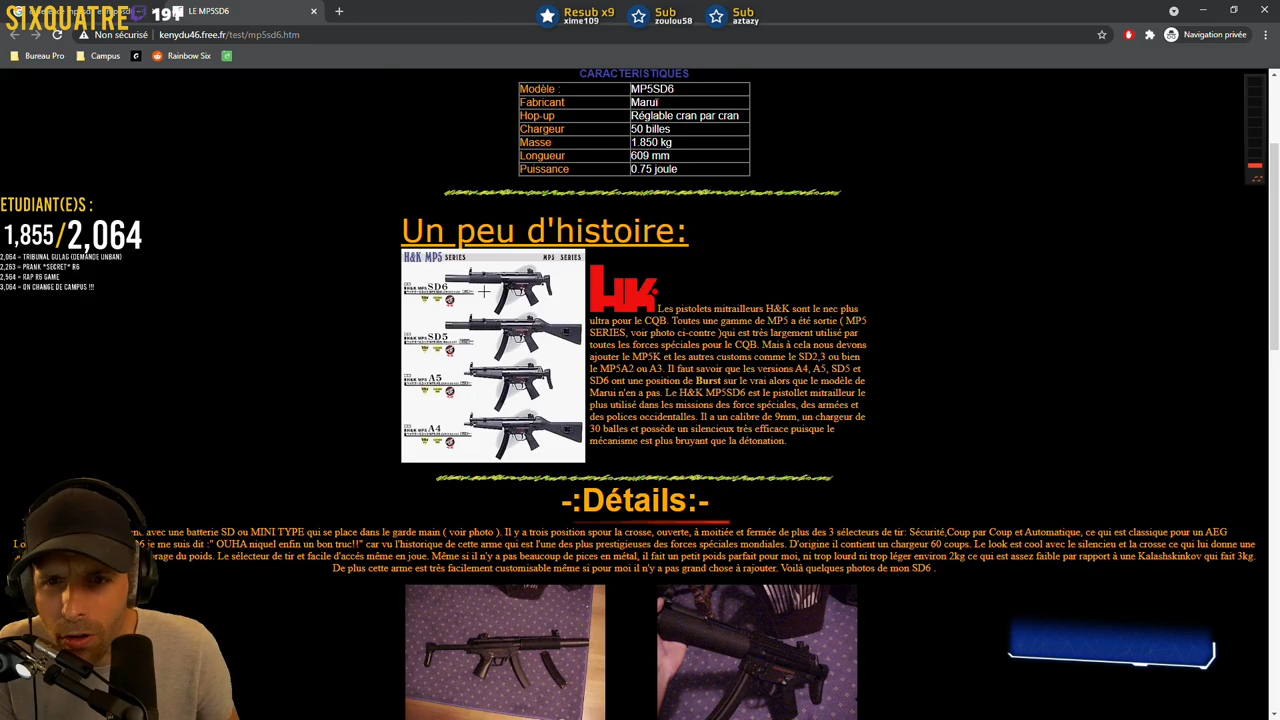 SIXQUATRE
191
LE MP5SD6
Resub x9
xime109
Sub
zoulou58
Sub
aztazy
Non sécurisé
kenydu46.free.fr/test/mp5sd6.htm
Navigation privée
Bureau Pro
Campus
Rainbow Six
CARACTERISTIQUES
Modèle : MP5SD6
Fabricant Maruï
Hop-up Réglable cran par cran
Chargeur 50 billes
Masse 1.850 kg
Longueur 609 mm
Puissance 0.75 joule
ETUDIANT(E)S :
1,855/2,064
2,064 = TRIBUNAL GULAG (DEMANDE UNBAN)
2,263 = PRANK *SECRET* R6
2,564 = RAP R6 GAME
3,064 = ON CHANGE DE CAMPUS !!!
Un peu d'histoire:
H&K MP5 SERIES MP5 SERIES
H&K MP5 SD6
H&K MP5 SD5
H&K MP5 A5
H&K MP5 A4
HK Les pistolets mitrailleurs H&K sont le nec plus
ultra pour le CQB. Toutes une gamme de MP5 a été sortie ( MP5
SERIES, voir photo ci-contre )qui est très largement utilisé par
toutes les forces spéciales pour le CQB. Mais à cela nous devons
ajouter le MP5K et les autres customs comme le SD2,3 ou bien
le MP5A2 ou A3. Il faut savoir que les versions A4, A5, SD5 et
SD6 ont une position de Burst sur le vrai alors que le modèle de
Marui n'en a pas. Le H&K MP5SD6 est le pistollet mitrailleur le
plus utilisé dans les missions des force spéciales, des armées et
des polices occidentales. Il a un calibre de 9mm, un chargeur de
30 balles et possède un silencieux très efficace puisque le
mécanisme est plus bruyant que la détonation.
-:Détails:-
avec une batterie SD ou MINI TYPE qui se place dans le garde main ( voir photo ). Il y a trois position spour la crosse, ouverte, à moitiée et fermée de plus 3 sélecteurs de tir: Sécurité,Coup par Coup et Automatique, ce qui est classique pour un AEG
je me suis dit :" OUHA niquel enfin un bon truc!!" car vu l'historique de cette arme qui est l'une des plus prestigieuses des forces spéciales mondiales. D'origine il contient un chargeur 60 coups. Le look est cool avec le silencieu et la crosse ce qui lui donne une
du poids. Le sélecteur de tir et facile d'accés même en joue. Même si il n'y a pas beaucoup de pices en métal, il fait un petit poids parfait pour moi, ni trop lourd ni trop léger environ 2kg ce qui est assez faible par rapport à une Kalashskinkov qui fait 3kg.
De plus cette arme est très facilement customisable même si pour moi il n'y a pas grand chose à rajouter. Voilà quelques photos de mon SD6 .